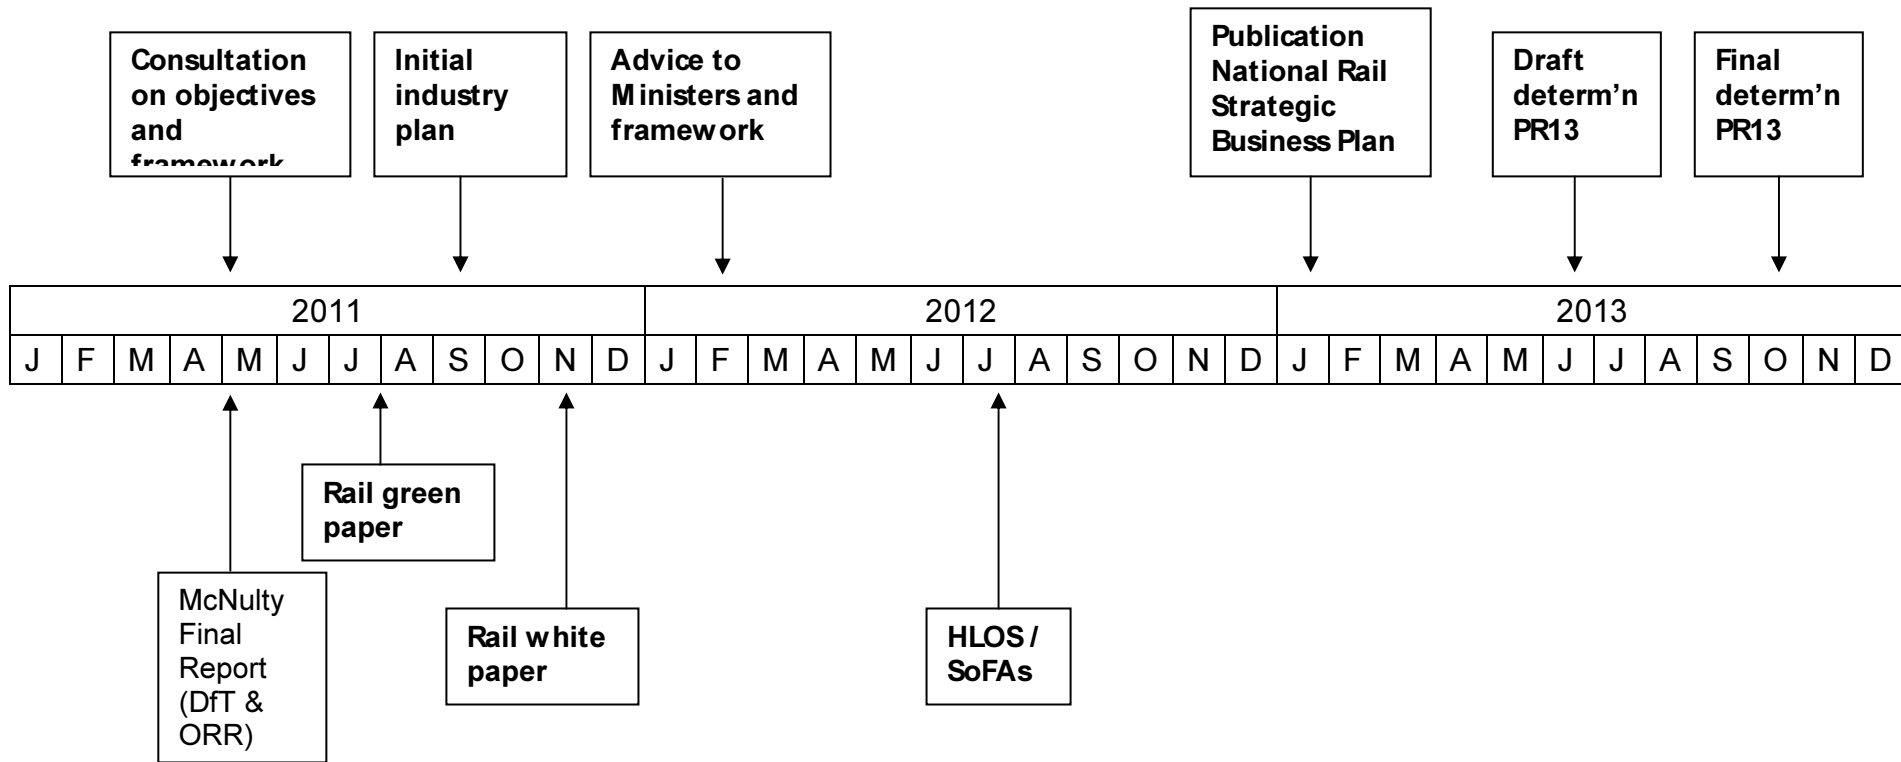 Consultation
on objectives
and
framework
Initial
industry
plan
Advice to
Ministers and
framework
Publication
National Rail
Strategic
Business Plan
Draft
determ’n
PR13
Final
determ’n
PR13
2011 2012 2013
J F M A M J J A S O N D J F M A M J J A S O N D J F M A M J J A S O N D
Rail green
paper
McNulty
Final
Report
(DfT &
ORR)
Rail white
paper
HLOS /
SoFAs